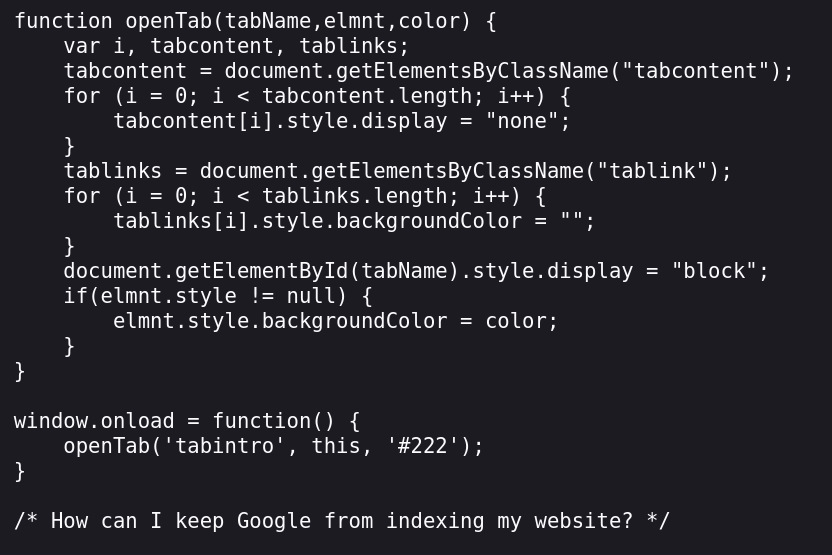 function openTab(tabName,elmnt,color) {
    var i, tabcontent, tablinks;
    tabcontent = document.getElementsByClassName("tabcontent");
    for (i = 0; i < tabcontent.length; i++) {
        tabcontent[i].style.display = "none";
    }
    tablinks = document.getElementsByClassName("tablink");
    for (i = 0; i < tablinks.length; i++) {
        tablinks[i].style.backgroundColor = "";
    }
    document.getElementById(tabName).style.display = "block";
    if(elmnt.style != null) {
        elmnt.style.backgroundColor = color;
    }
}

window.onload = function() {
    openTab('tabintro', this, '#222');
}

/* How can I keep Google from indexing my website? */